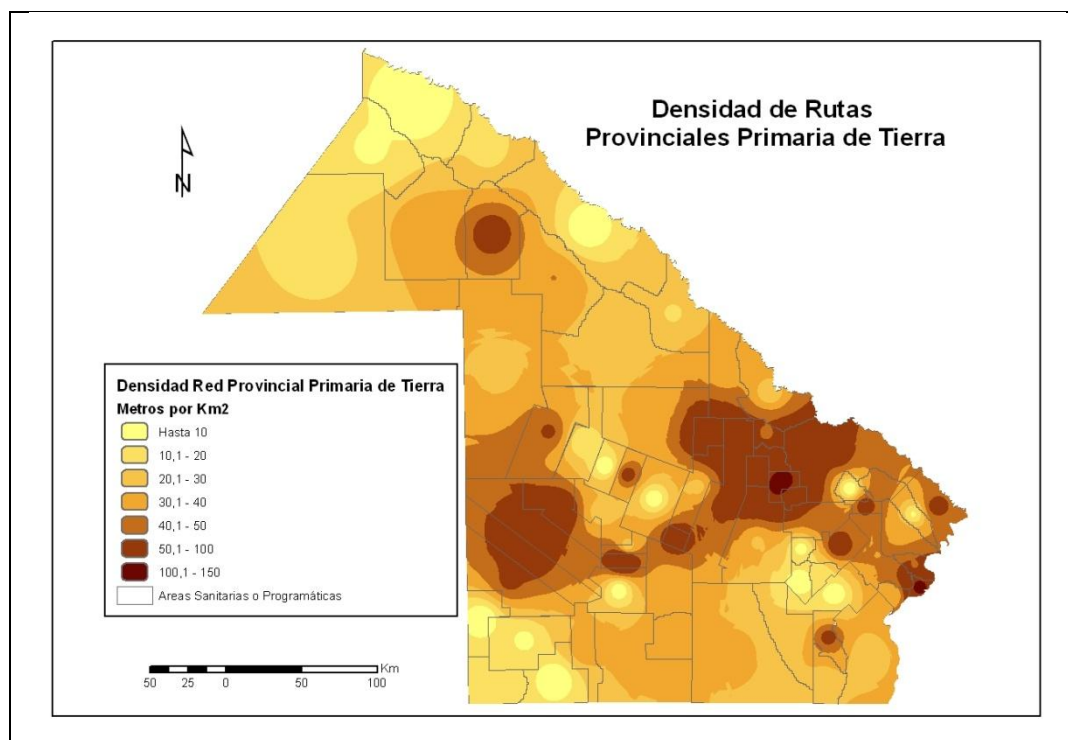 Densidad de Rutas
Provinciales Primaria de Tierra
N
Densidad Red Provincial Primaria de Tierra
Metros por Km2
Hasta 10
10,1 - 20
20,1 - 30
30,1 - 40
40,1 - 50
50,1 - 100
100,1 - 150
Areas Sanitarias o Programáticas
Km
50 25 0 50 100